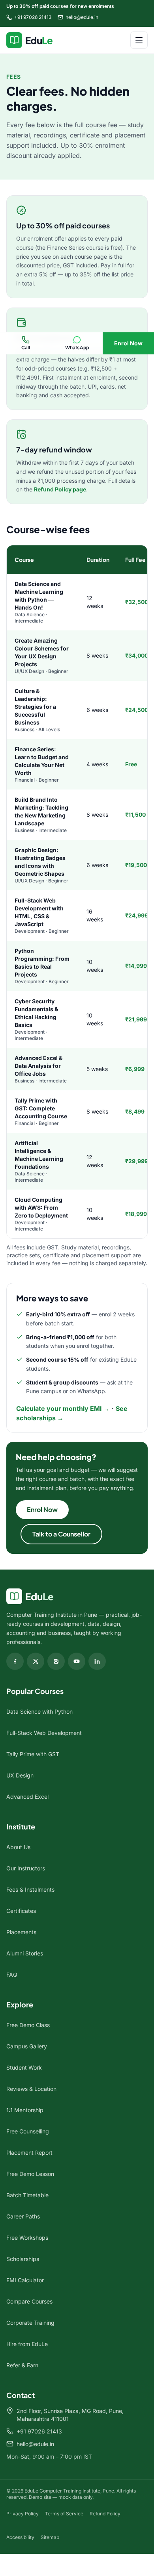 Up to 30% off paid courses for new enrolments
+91 97026 21413 hello@edule.in
EduLe
FEES
Clear fees. No hidden
charges.
Every fee below is the full course fee — study
material, recordings, certificate and placement
support included. Up to 30% enrolment
discount already applied.
Up to 30% off paid courses
Our enrolment offer applies to every paid
course (the Finance Series course is free). The
price you see on each course page is the
discounted price, GST included. Pay in full for
an extra 5% off — up to 35% off the list price
in total.
Call
WhatsApp
Enrol Now
extra charge — the halves differ by ₹1 at most
for odd-priced courses (e.g. ₹12,500 +
₹12,499). First instalment at enrolment, second
midway through the batch. UPI, cards, net
banking and cash accepted.
7-day refund window
Withdraw within the first 7 days of your batch
and we refund everything you've paid minus a
₹1,000 processing charge. Full details
on the Refund Policy page.
Course-wise fees
Course Duration Full Fee
Data Science and
Machine Learning
with Python —
Hands On!
Data Science ·
Intermediate
12
weeks
₹32,500
Create Amazing
Colour Schemes for
Your UX Design
Projects
UI/UX Design · Beginner
8 weeks
₹34,000
Culture &
Leadership:
Strategies for a
Successful
Business
Business · All Levels
6 weeks
₹24,500
Finance Series:
Learn to Budget and
Calculate Your Net
Worth
Financial · Beginner
4 weeks
Free
Build Brand Into
Marketing: Tackling
the New Marketing
Landscape
Business · Intermediate
8 weeks
₹11,500
Graphic Design:
Illustrating Badges
and Icons with
Geometric Shapes
UI/UX Design · Beginner
6 weeks
₹19,500
Full-Stack Web
Development with
HTML, CSS &
JavaScript
Development · Beginner
16
weeks
₹24,999
Python
Programming: From
Basics to Real
Projects
Development · Beginner
10
weeks
₹14,999
Cyber Security
Fundamentals &
Ethical Hacking
Basics
Development ·
Intermediate
10
weeks
₹21,999
Advanced Excel &
Data Analysis for
Office Jobs
Business · Intermediate
5 weeks
₹6,999
Tally Prime with
GST: Complete
Accounting Course
Financial · Beginner
8 weeks
₹8,499
Artificial
Intelligence &
Machine Learning
Foundations
Data Science ·
Intermediate
12
weeks
₹29,999
Cloud Computing
with AWS: From
Zero to Deployment
Development ·
Intermediate
10
weeks
₹18,999
All fees include GST. Study material, recordings,
practice sets, certificate and placement support are
included in every fee — nothing is charged separately.
More ways to save
Early-bird 10% extra off — enrol 2 weeks
before batch start.
Bring-a-friend ₹1,000 off for both
students when you enrol together.
Second course 15% off for existing EduLe
students.
Student & group discounts — ask at the
Pune campus or on WhatsApp.
Calculate your monthly EMI → · See
scholarships →
Need help choosing?
Tell us your goal and budget — we will suggest
the right course and batch, with the exact
instalment plan, before you pay anything.
Enrol Now
Talk to a Counsellor
EduLe
Computer Training Institute in Pune — practical, job-
ready courses in development, data, design,
accounting and business, taught by working
professionals.
Popular Courses
Data Science with Python
Full-Stack Web Development
Tally Prime with GST
UX Design
Advanced Excel
Institute
About Us
Our Instructors
Fees & Instalments
Certificates
Placements
Alumni Stories
FAQ
Explore
Free Demo Class
Campus Gallery
Student Work
Reviews & Location
1:1 Mentorship
Free Counselling
Placement Report
Free Demo Lesson
Batch Timetable
Career Paths
Free Workshops
Scholarships
EMI Calculator
Compare Courses
Corporate Training
Hire from EduLe
Refer & Earn
Contact
2nd Floor, Sunrise Plaza, MG Road, Pune,
Maharashtra 411001
+91 97026 21413
hello@edule.in
Mon–Sat, 9:00 am – 7:00 pm IST
© 2026 EduLe Computer Training Institute, Pune. All rights
reserved. Demo site — mock data only.
Privacy Policy Terms of Service Refund Policy
Accessibility Sitemap